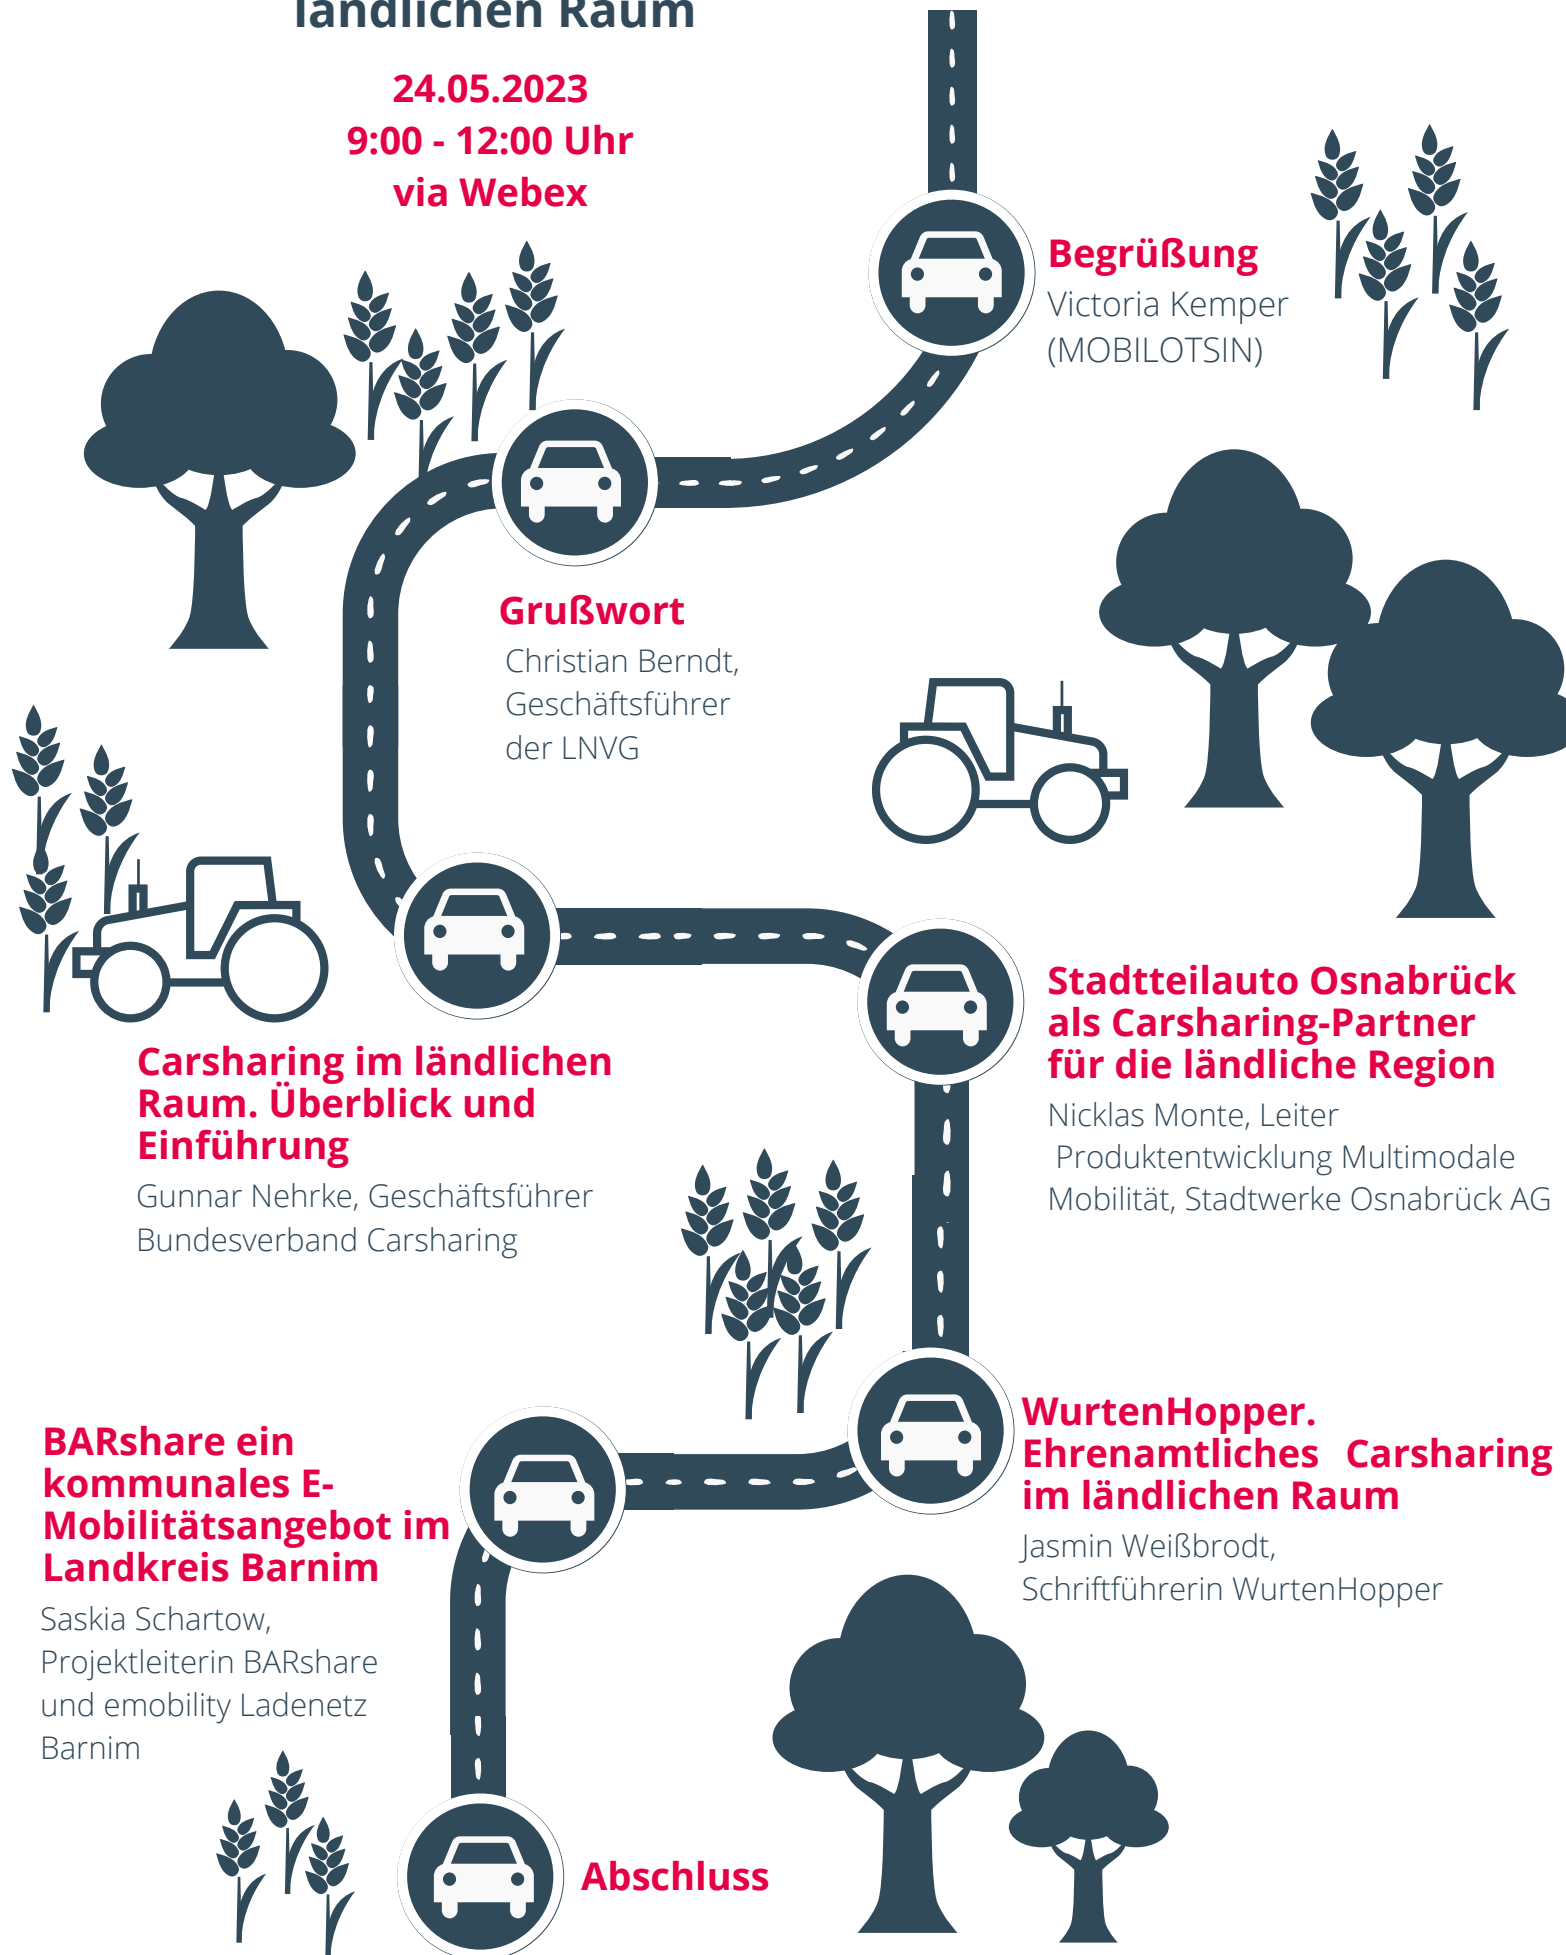 ländlichen Raum
24.05.2023
9:00 - 12:00 Uhr
via Webex
Begrüßung
Victoria Kemper
(MOBILOTSIN)
Grußwort
Christian Berndt,
Geschäftsführer
der LNVG
Carsharing im ländlichen
Raum. Überblick und
Einführung
Gunnar Nehrke, Geschäftsführer
Bundesverband Carsharing
Stadtteilauto Osnabrück
als Carsharing-Partner
für die ländliche Region
Nicklas Monte, Leiter
Produktentwicklung Multimodale
Mobilität, Stadtwerke Osnabrück AG
WurtenHopper.
Ehrenamtliches Carsharing
im ländlichen Raum
Jasmin Weißbrodt,
Schriftführerin WurtenHopper
BARshare ein
kommunales E-
Mobilitätsangebot im
Landkreis Barnim
Saskia Schartow,
Projektleiterin BARshare
und emobility Ladenetz
Barnim
Abschluss